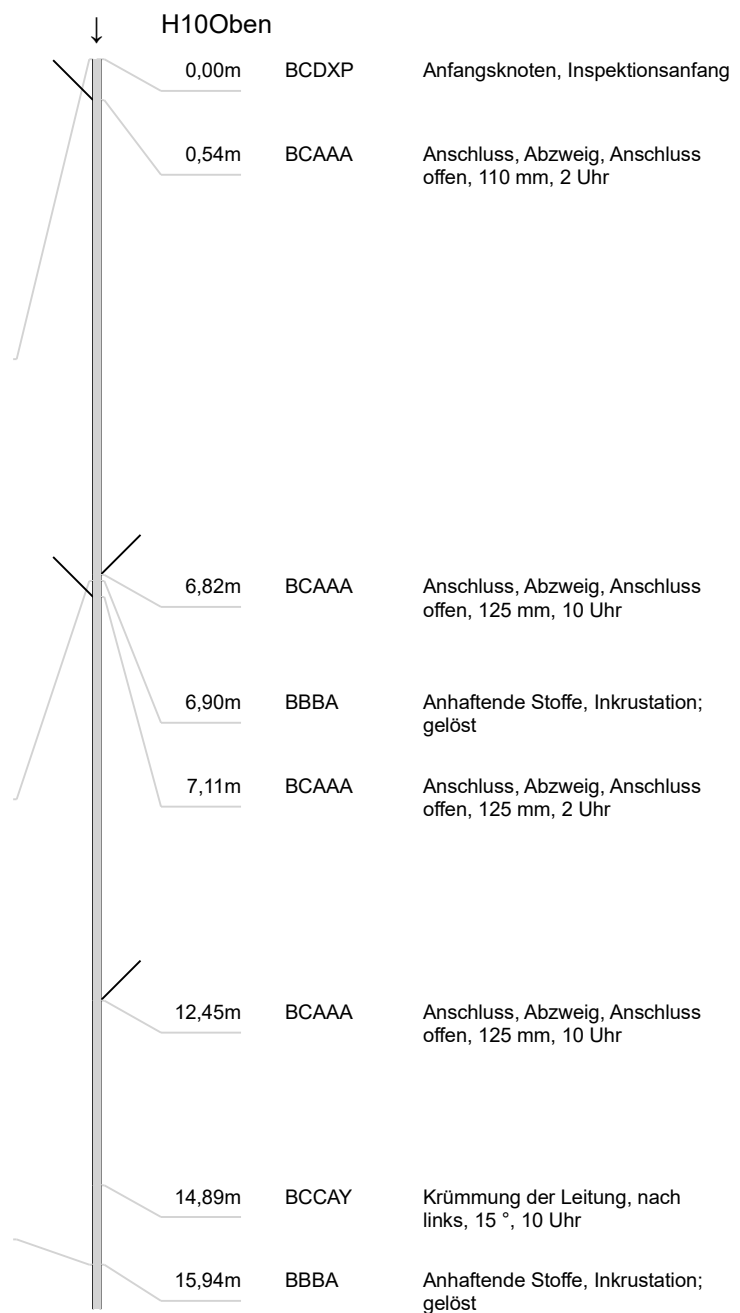 ↓ H10Oben
0,00m BCDXP Anfangsknoten, Inspektionsanfang
0,54m BCAAA Anschluss, Abzweig, Anschluss
offen, 110 mm, 2 Uhr
6,82m BCAAA Anschluss, Abzweig, Anschluss
offen, 125 mm, 10 Uhr
6,90m BBBA Anhaftende Stoffe, Inkrustation;
gelöst
7,11m BCAAA Anschluss, Abzweig, Anschluss
offen, 125 mm, 2 Uhr
12,45m BCAAA Anschluss, Abzweig, Anschluss
offen, 125 mm, 10 Uhr
14,89m BCCAY Krümmung der Leitung, nach
links, 15 °, 10 Uhr
15,94m BBBA Anhaftende Stoffe, Inkrustation;
gelöst